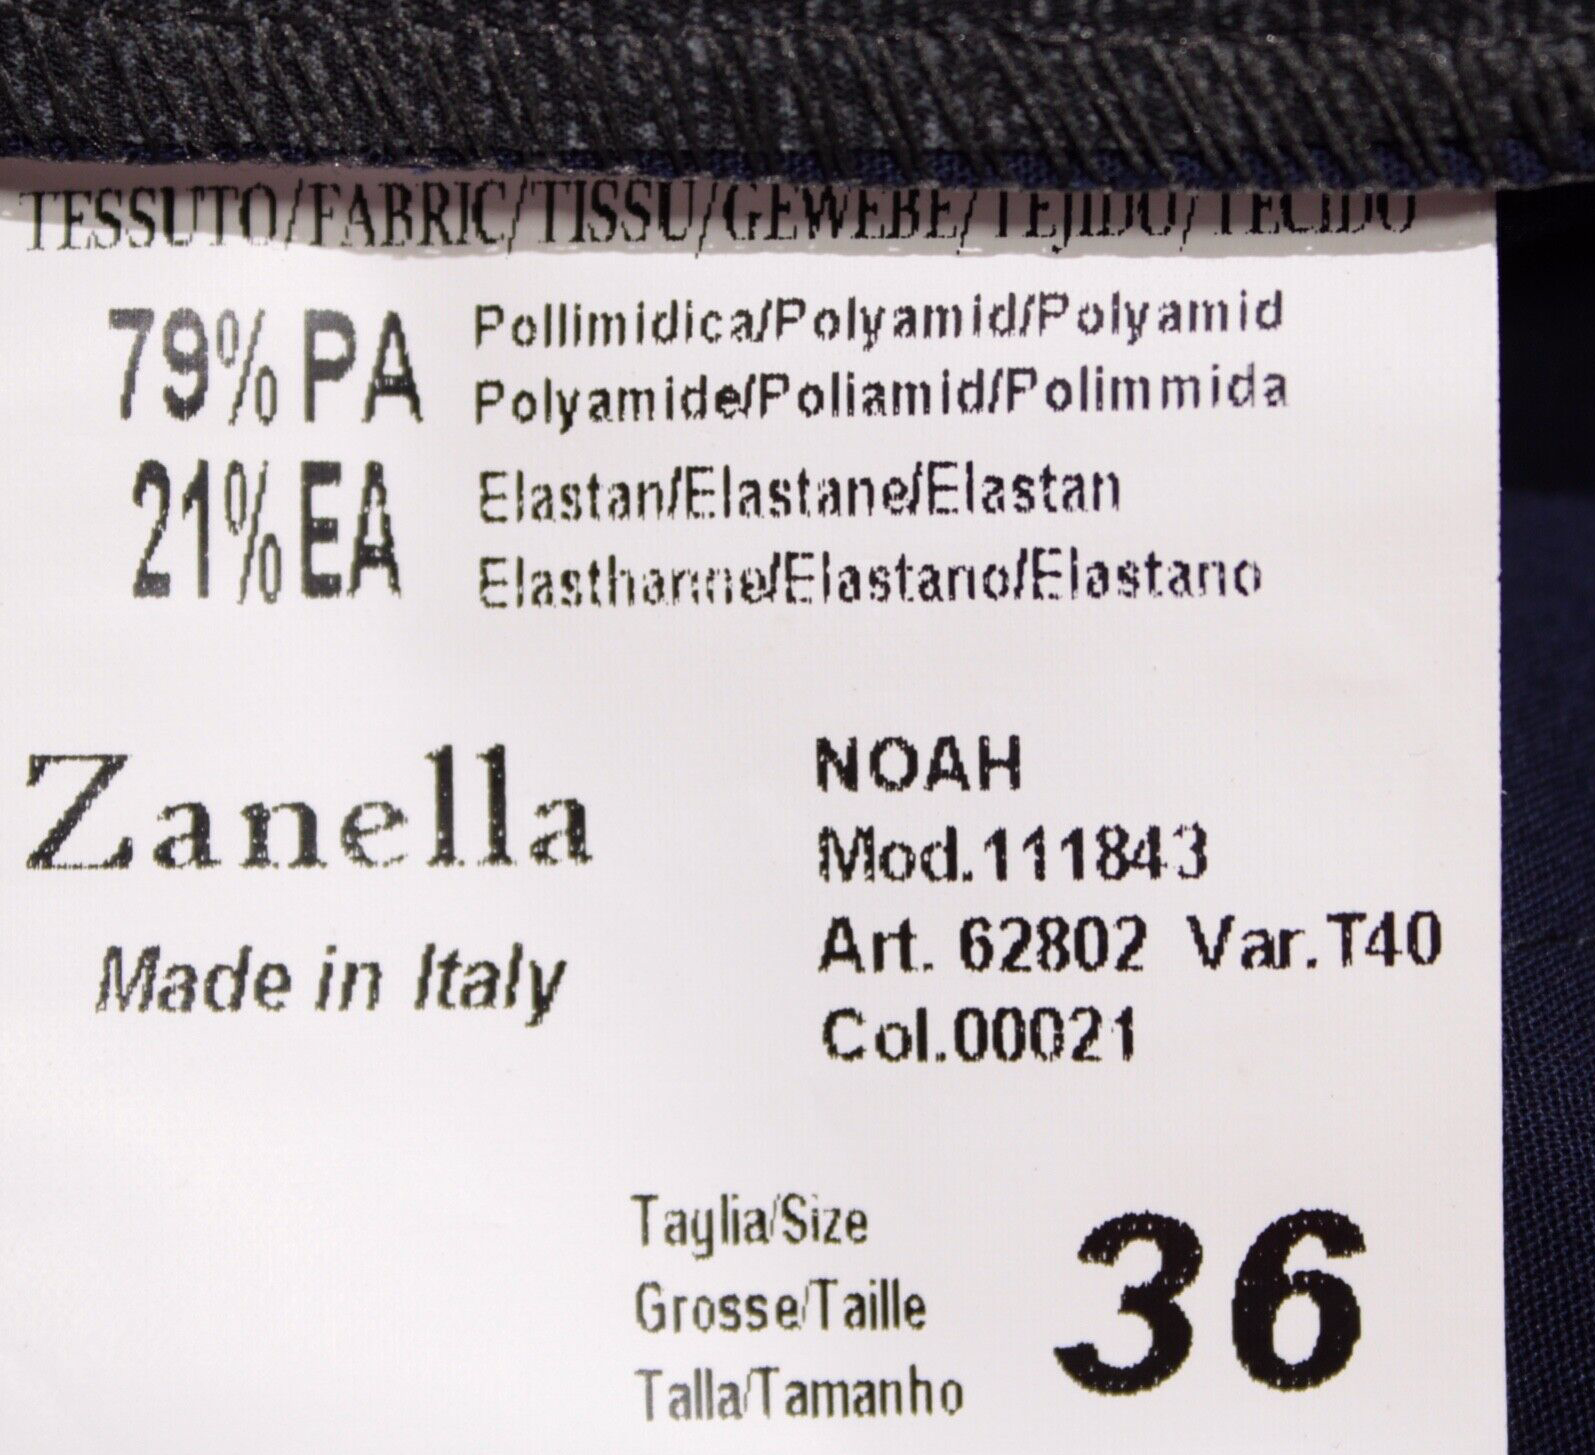 TESSUTO/FABRIC/TISSU/GEWEBE/TEJIDO/TECIDO
79% PA Pollimidica/Polyamid/Polyamid
Polyamide/Poliamid/Polimmida
21% EA Elastan/Elastane/Elastan
Elasthanne/Elastano/Elastano
Zanella
Made in Italy
NOAH
Mod.111843
Art. 62802 Var.T40
Col.00021
Taglia/Size
Grosse/Taille
Talla/Tamanho
36